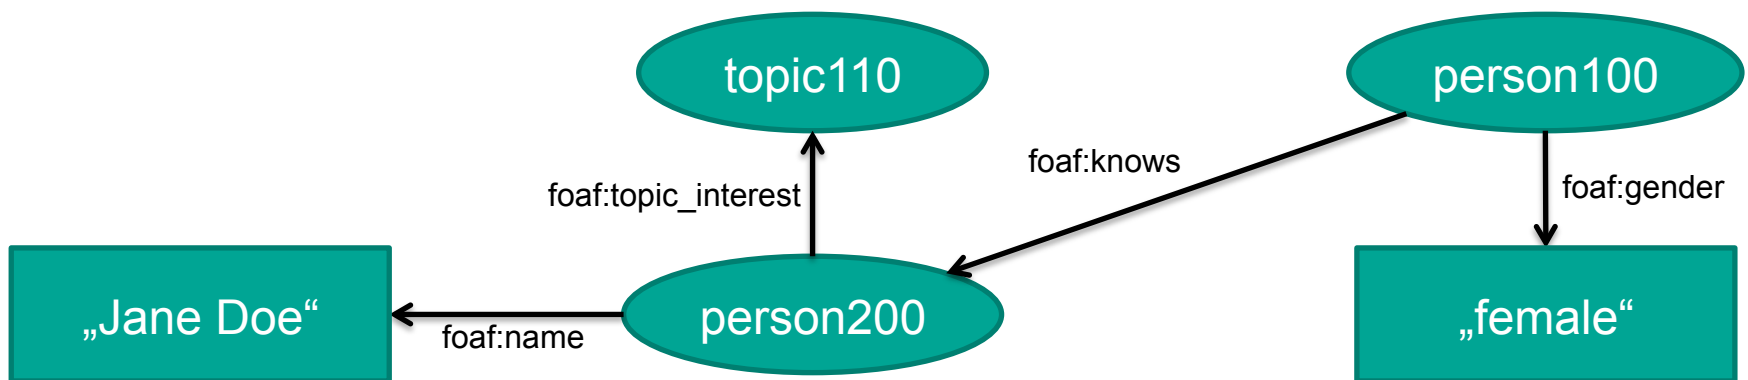 topic110
person100
foaf:knows
foaf:topic_interest
foaf:gender
„Jane Doe“
foaf:name
person200
„female“